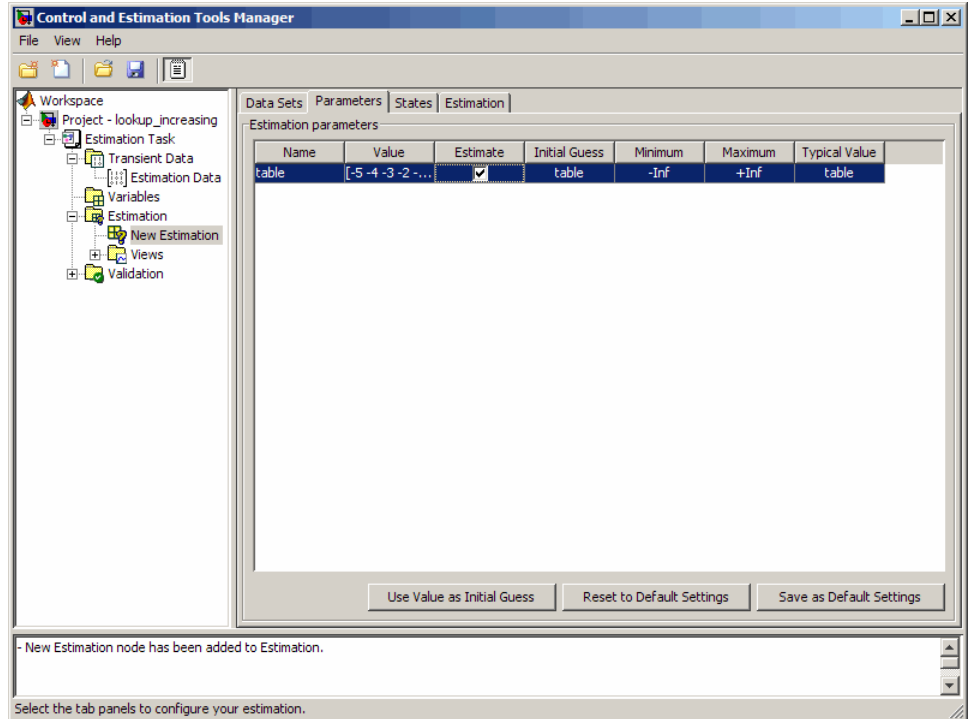 Control and Estimation Tools Manager
File View Help
Workspace
Project - lookup_increasing
Estimation Task
Transient Data
Estimation Data
Variables
Estimation
New Estimation
Views
Validation
Data Sets Parameters States Estimation
Estimation parameters
Name Value Estimate Initial Guess Minimum Maximum Typical Value
table [-5 -4 -3 -2 -... table -Inf +Inf table
Use Value as Initial Guess Reset to Default Settings Save as Default Settings
- New Estimation node has been added to Estimation.
Select the tab panels to configure your estimation.